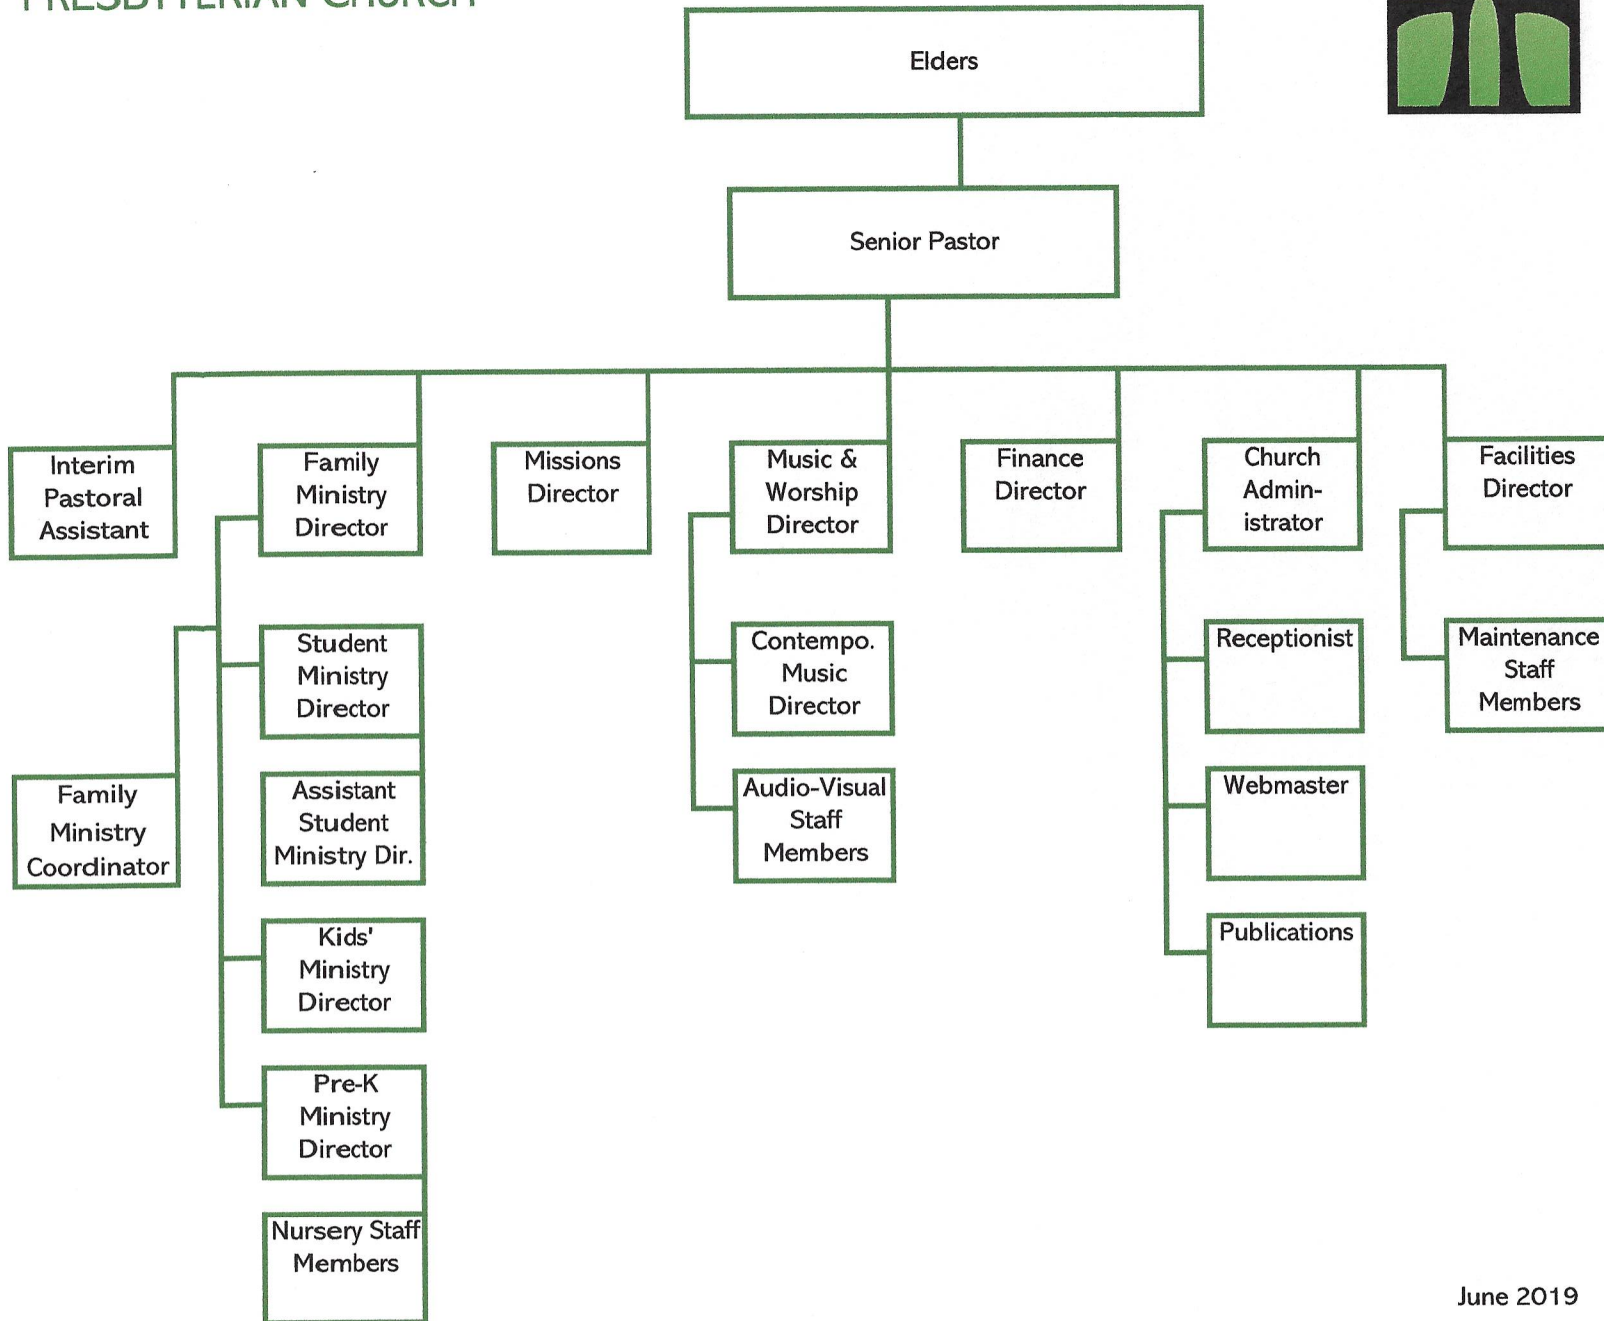 PRESBYTERIAN CHURCH
Elders
Senior Pastor
Interim
Pastoral
Assistant
Family
Ministry
Director
Missions
Director
Music &
Worship
Director
Finance
Director
Church
Admin-
istrator
Facilities
Director
Student
Ministry
Director
Contempo.
Music
Director
Receptionist
Maintenance
Staff
Members
Family
Ministry
Coordinator
Assistant
Student
Ministry Dir.
Audio-Visual
Staff
Members
Webmaster
Kids'
Ministry
Director
Publications
Pre-K
Ministry
Director
Nursery Staff
Members
June 2019